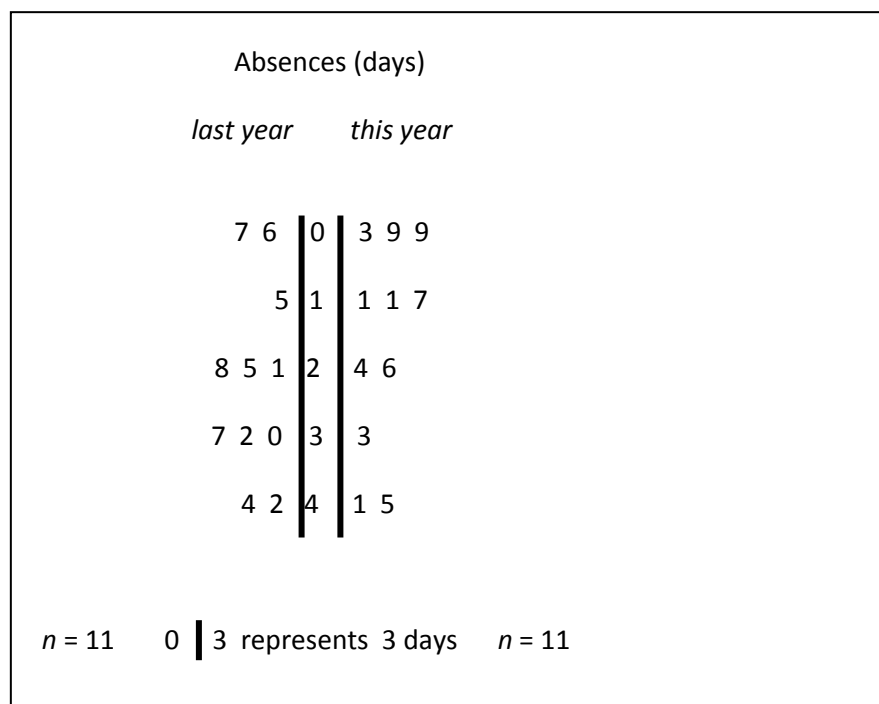 Absences (days)
last year this year
7 6 0 3 9 9
5 1 1 1 7
8 5 1 2 4 6
7 2 0 3 3
4 2 4 1 5
n = 11 0 3 represents 3 days n = 11